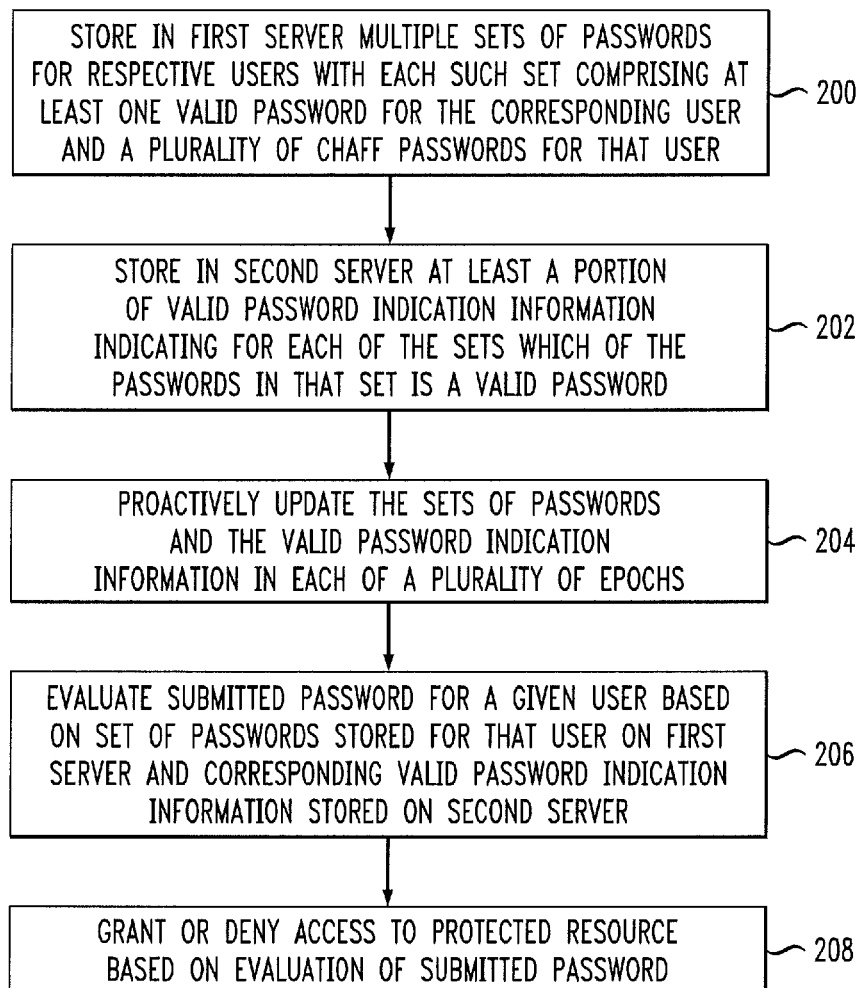 STORE IN FIRST SERVER MULTIPLE SETS OF PASSWORDS
FOR RESPECTIVE USERS WITH EACH SUCH SET COMPRISING AT
LEAST ONE VALID PASSWORD FOR THE CORRESPONDING USER
AND A PLURALITY OF CHAFF PASSWORDS FOR THAT USER
200
STORE IN SECOND SERVER AT LEAST A PORTION
OF VALID PASSWORD INDICATION INFORMATION
INDICATING FOR EACH OF THE SETS WHICH OF THE
PASSWORDS IN THAT SET IS A VALID PASSWORD
202
PROACTIVELY UPDATE THE SETS OF PASSWORDS
AND THE VALID PASSWORD INDICATION
INFORMATION IN EACH OF A PLURALITY OF EPOCHS
204
EVALUATE SUBMITTED PASSWORD FOR A GIVEN USER BASED
ON SET OF PASSWORDS STORED FOR THAT USER ON FIRST
SERVER AND CORRESPONDING VALID PASSWORD INDICATION
INFORMATION STORED ON SECOND SERVER
206
GRANT OR DENY ACCESS TO PROTECTED RESOURCE
BASED ON EVALUATION OF SUBMITTED PASSWORD
208